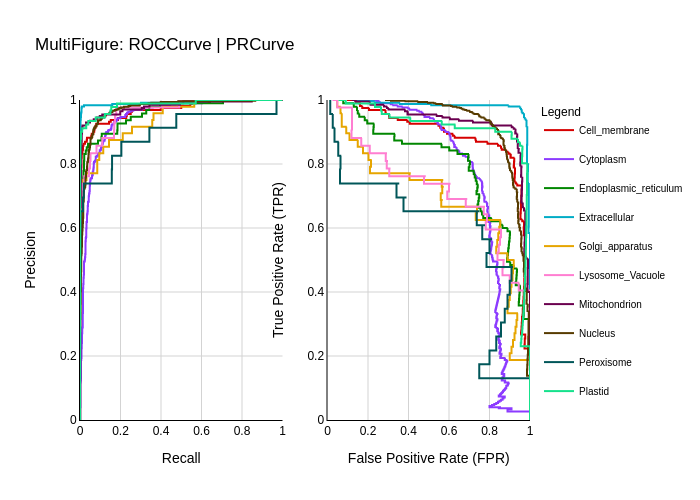 MultiFigure: ROCCurve | PRCurve
Precision
1
0.8
0.6
0.4
0.2
0
0 0.2 0.4 0.6 0.8 1
Recall
True Positive Rate (TPR)
1
0.8
0.6
0.4
0.2
0
0 0.2 0.4 0.6 0.8 1
False Positive Rate (FPR)
Legend
Cell_membrane
Cytoplasm
Endoplasmic_reticulum
Extracellular
Golgi_apparatus
Lysosome_Vacuole
Mitochondrion
Nucleus
Peroxisome
Plastid